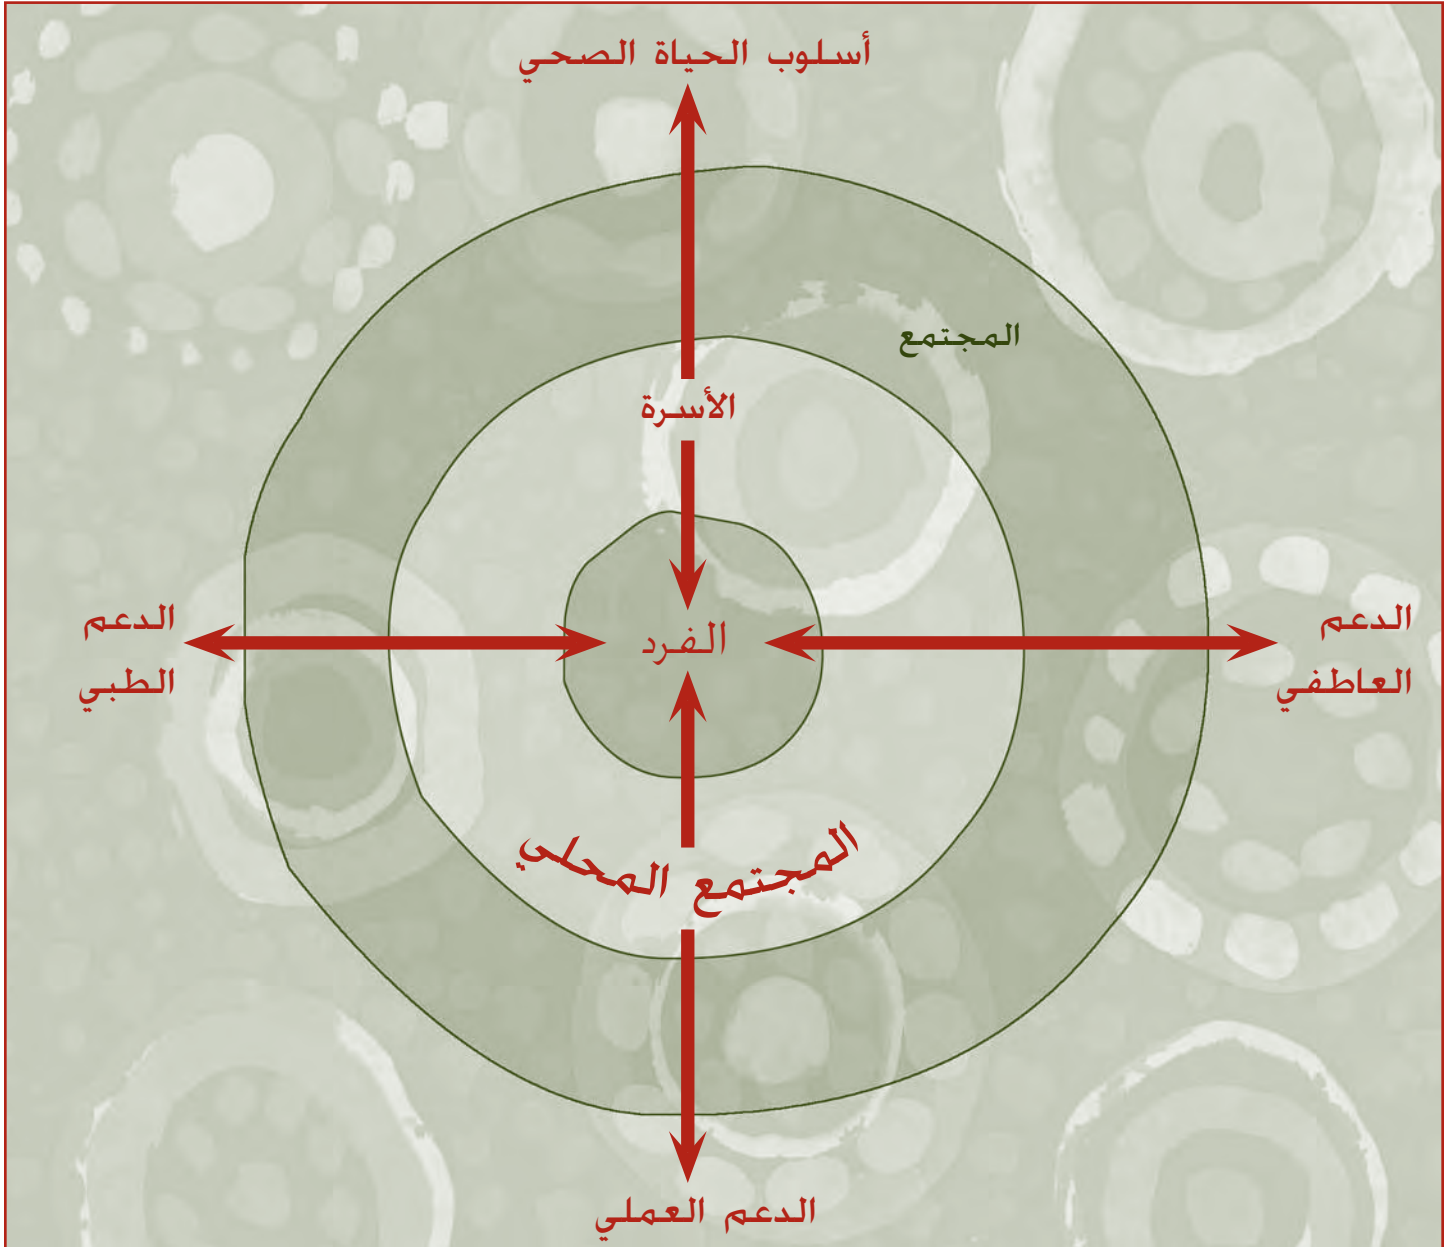 أسلوب الحياة الصحي
المجتمع
الأسرة
الدعم
العاطفي
الفرد
الدعم
الطبي
المجتمع المحلي
الدعم العملي